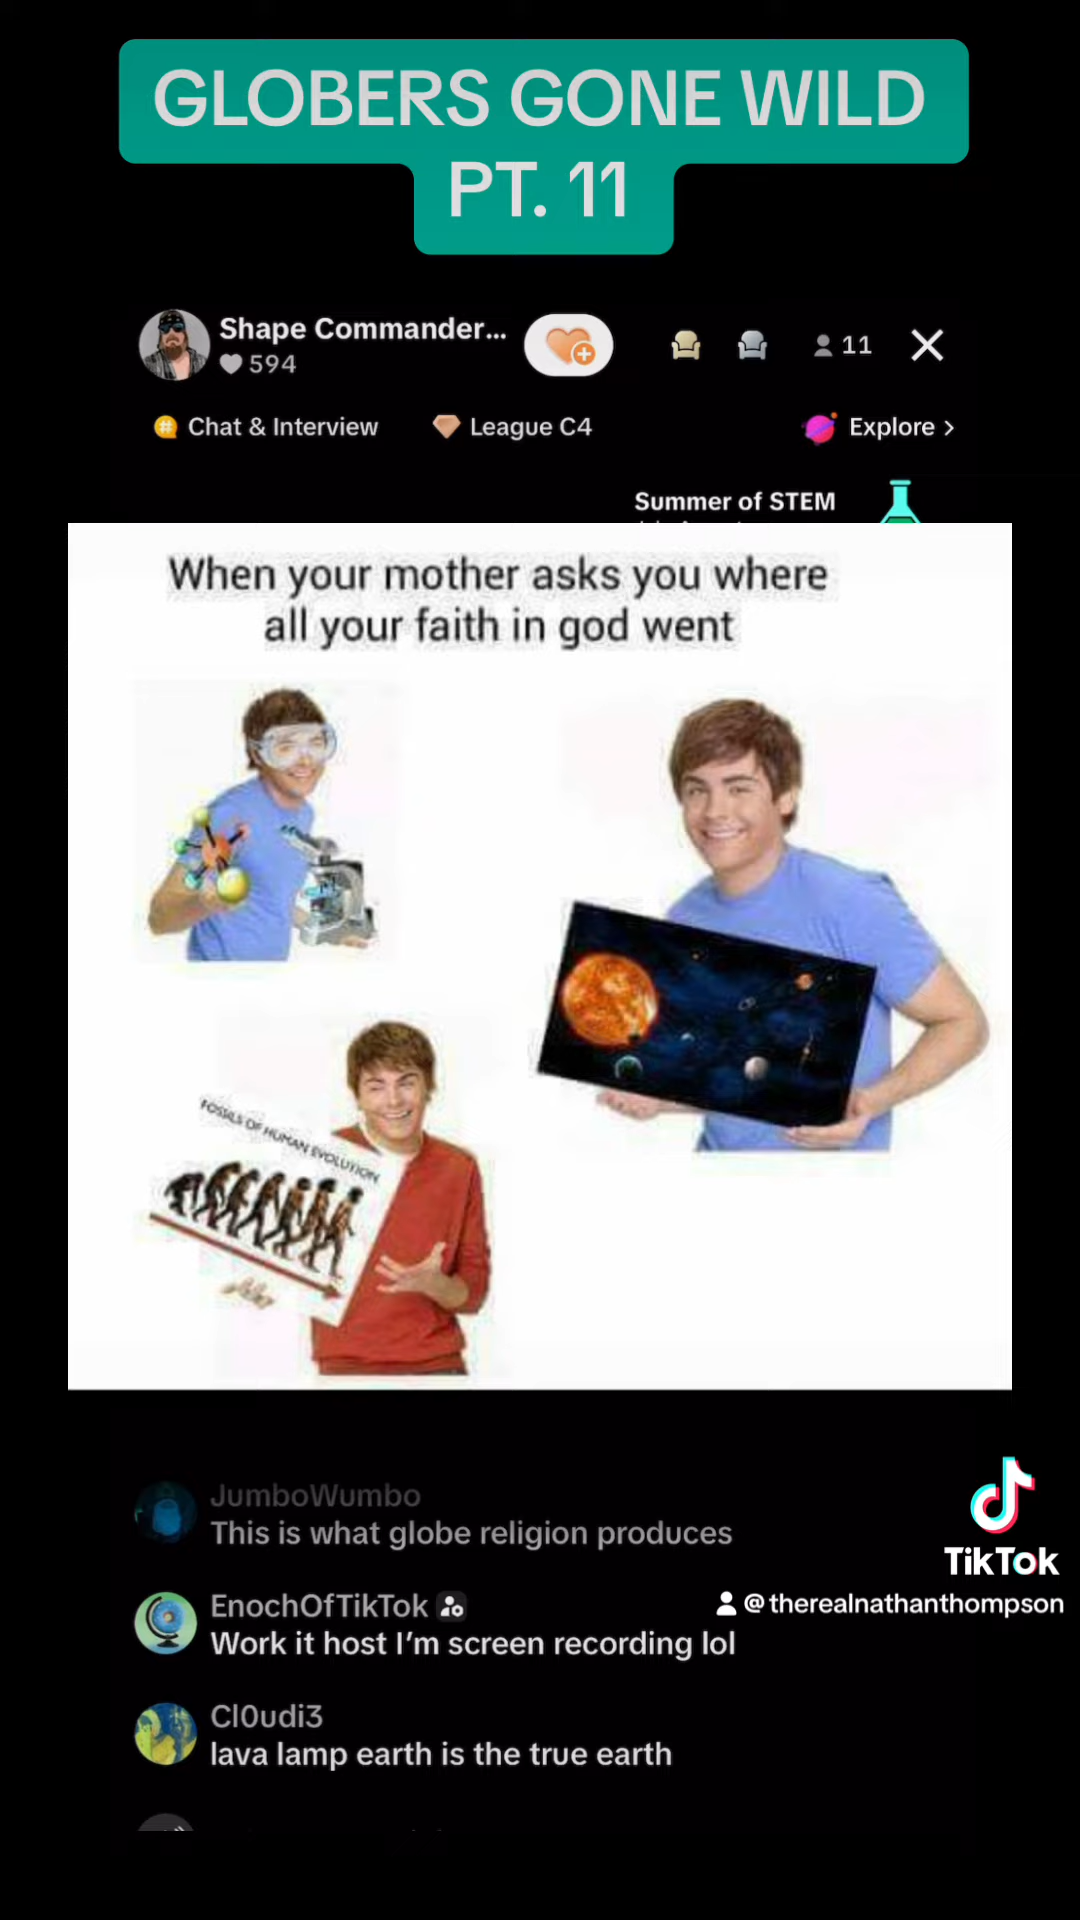 GLOBERS GONE WILD
PT. 11
Shape Commander...
594
11
Chat & Interview
League C4
Explore >
Summer of STEM
When your mother asks you where
all your faith in god went
FOSSILS OF HUMAN EVOLUTION
JumboWumbo
This is what globe religion produces
EnochOfTikTok
Work it host I'm screen recording lol
Cl0udi3
lava lamp earth is the true earth
TikTok
@therealnathanthompson